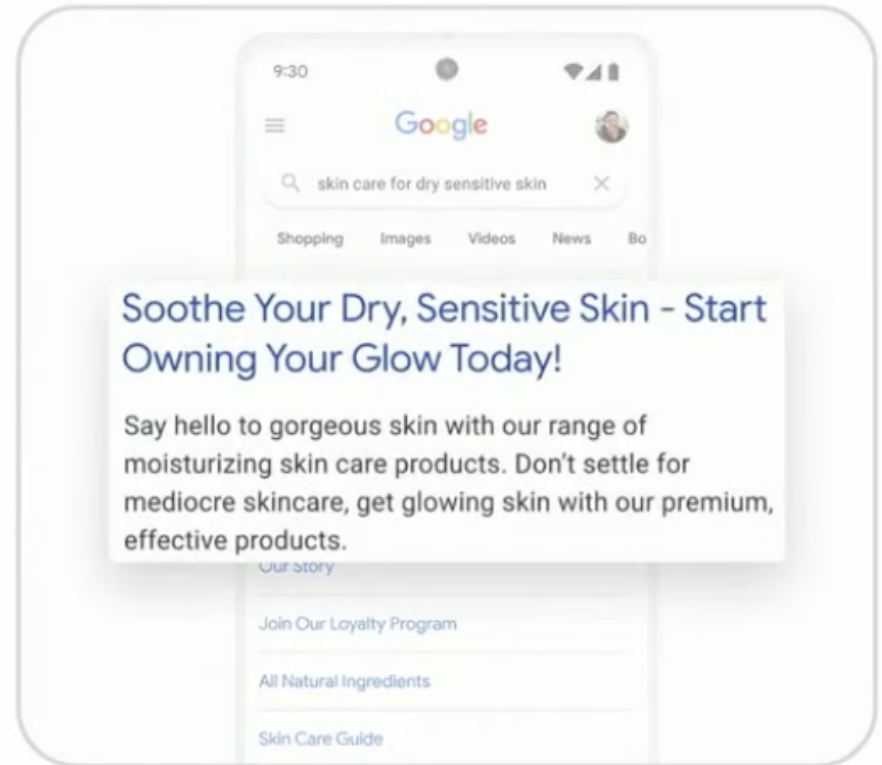 9:30
Google
skin care for dry sensitive skin
Shopping Images Videos News Bo
Soothe Your Dry, Sensitive Skin - Start
Owning Your Glow Today!
Say hello to gorgeous skin with our range of
moisturizing skin care products. Don't settle for
mediocre skincare, get glowing skin with our premium,
effective products.
Our Story
Join Our Loyalty Program
All Natural Ingredients
Skin Care Guide